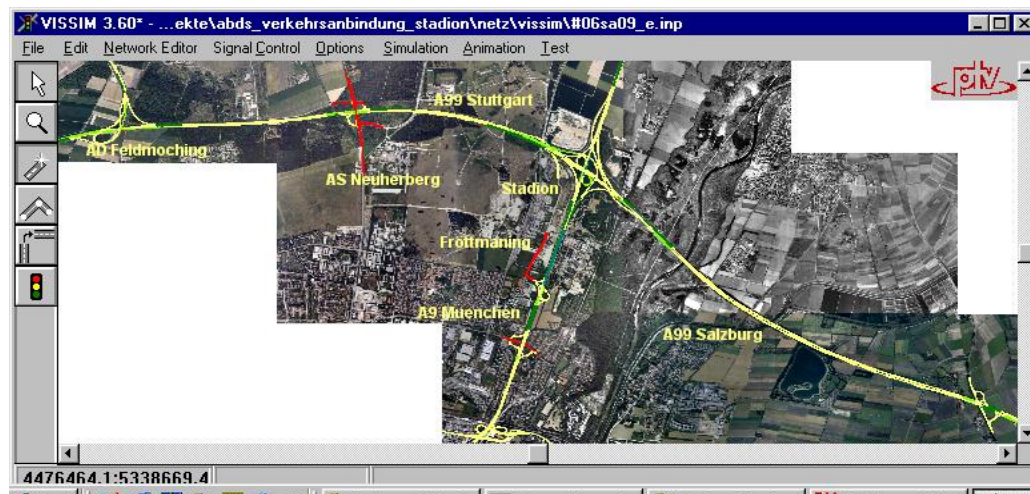 VISSIM 3.60* - ...ekte\abds_verkehrsanbindung_stadion\netz\vissim\#06sa09_e.inp
File Edit Network Editor Signal Control Options Simulation Animation Test
ptv
A99 Stuttgart
AD Feldmoching
AS Neuherberg
Stadion
Fröttmaning
A9 Muenchen
A99 Salzburg
4476464.1:5338669.4